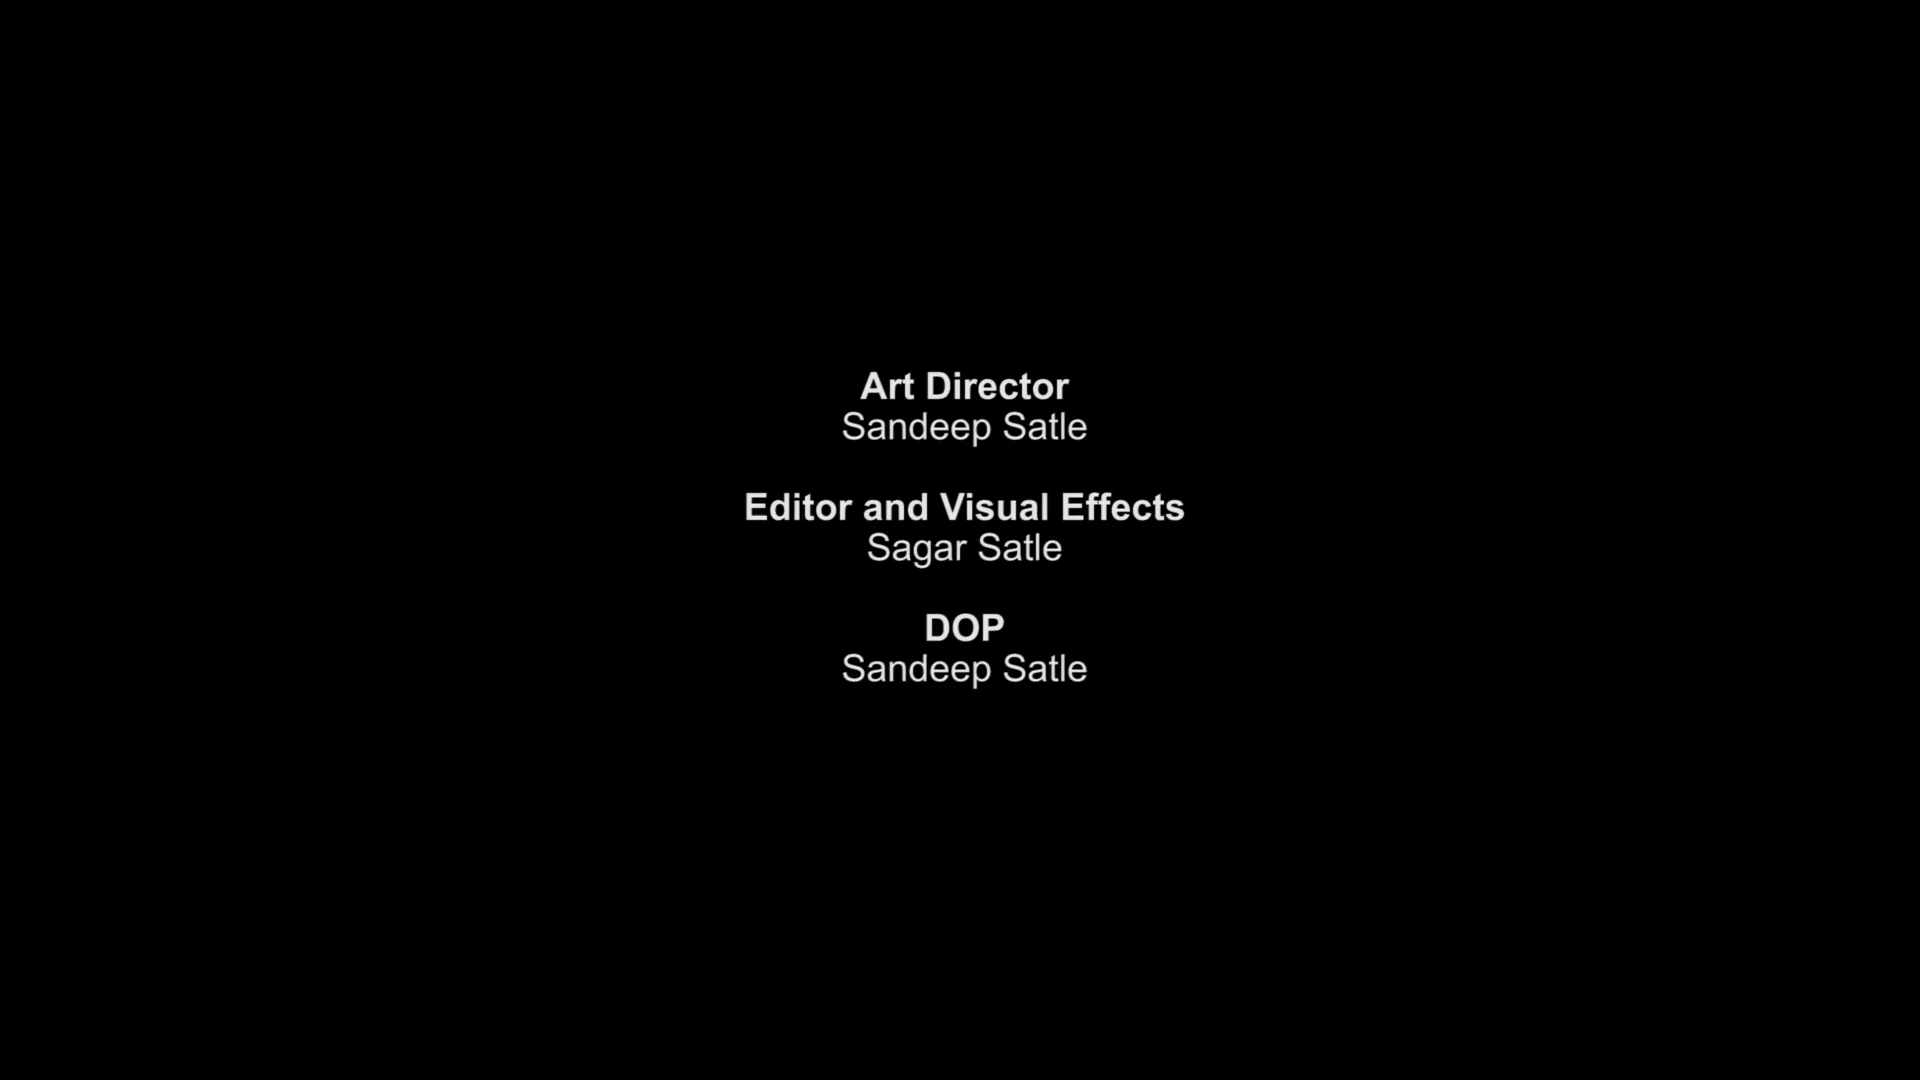 Art Director
Sandeep Satle
Editor and Visual Effects
Sagar Satle
DOP
Sandeep Satle